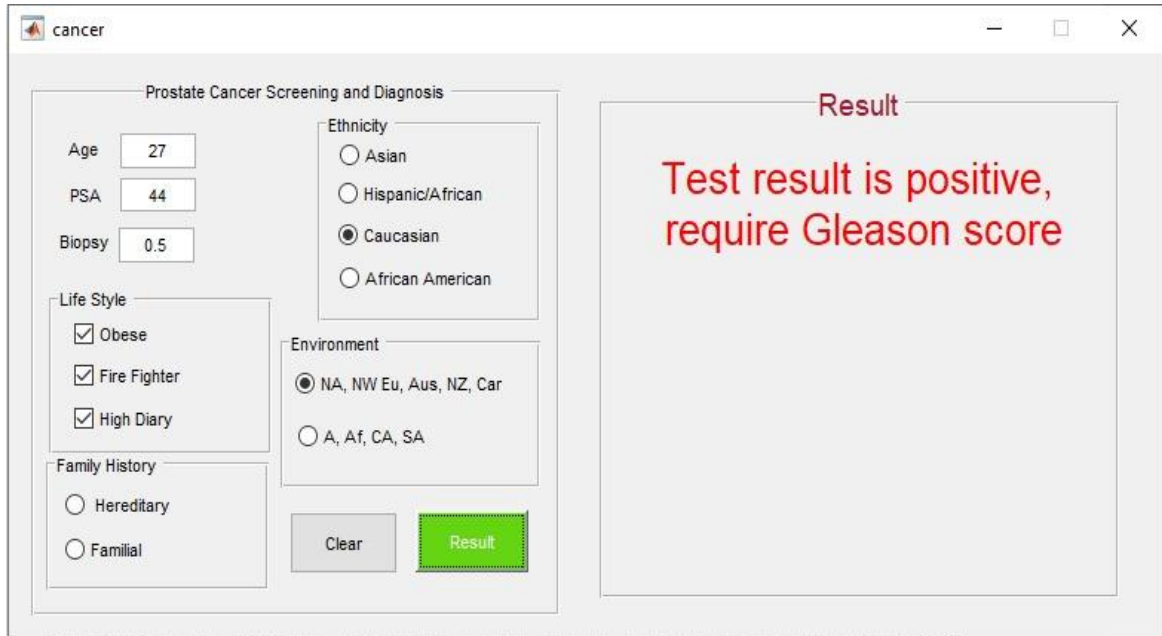 cancer
Prostate Cancer Screening and Diagnosis
Age 27
PSA 44
Biopsy 0.5
Ethnicity
Asian
Hispanic/African
Caucasian
African American
Life Style
Obese
Fire Fighter
High Diary
Environment
NA, NW Eu, Aus, NZ, Car
A, Af, CA, SA
Family History
Hereditary
Familial
Clear
Result
Result
Test result is positive,
require Gleason score